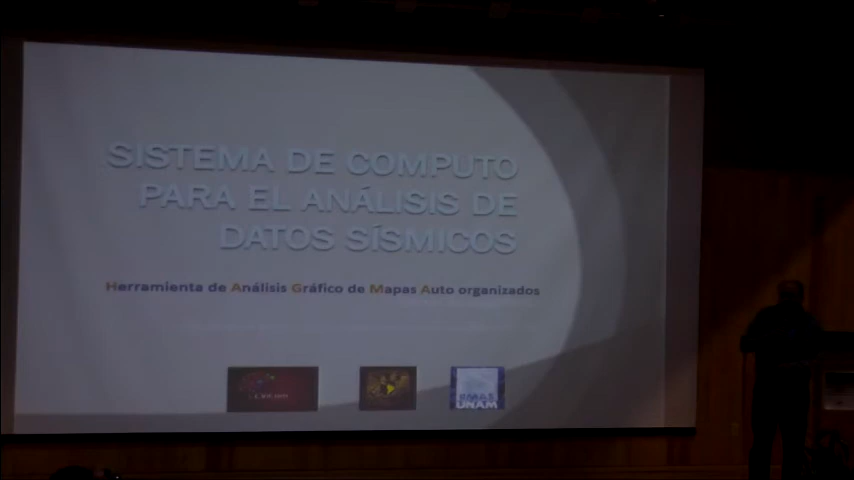 SISTEMA DE COMPUTO
PARA EL ANÁLISIS DE
DATOS SÍSMICOS
Herramienta de Análisis Gráfico de Mapas Auto organizados
UNAM